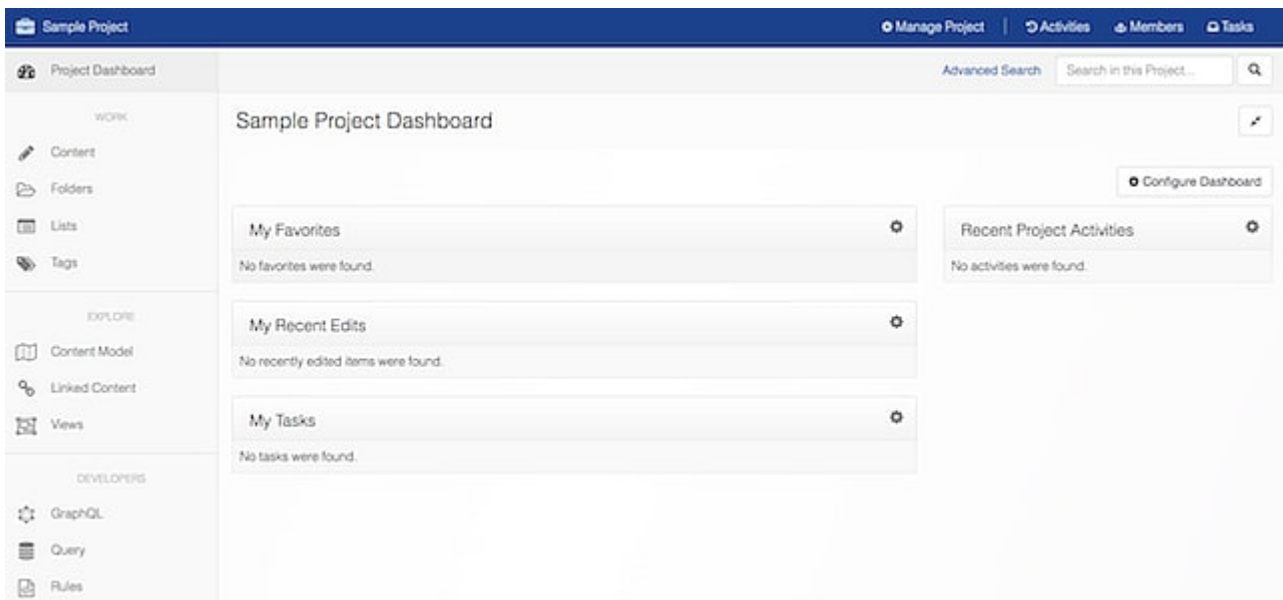 Sample Project
Manage Project
Activities
Members
Tasks
Project Dashboard
Advanced Search
Search in this Project...
WORK
Content
Folders
Lists
Tags
EXPLORE
Content Model
Linked Content
Views
DEVELOPERS
GraphQL
Query
Rules
Sample Project Dashboard
Configure Dashboard
My Favorites
No favorites were found.
Recent Project Activities
No activities were found.
My Recent Edits
No recently edited items were found.
My Tasks
No tasks were found.